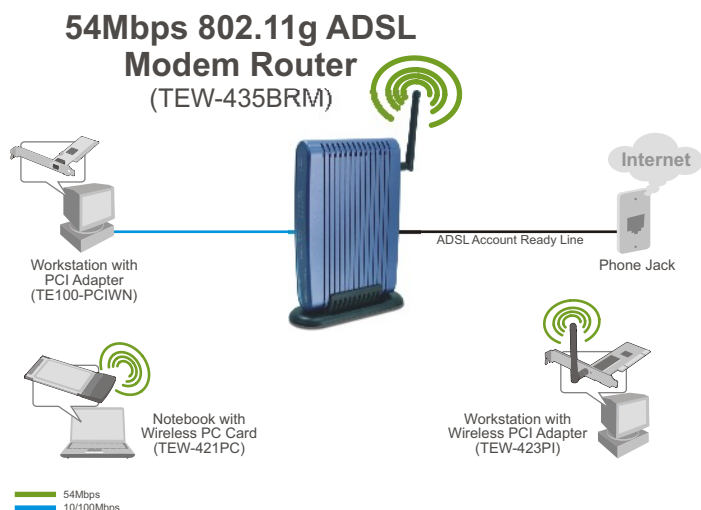 54Mbps 802.11g ADSL
Modem Router
(TEW-435BRM)
Internet
ADSL Account Ready Line
Phone Jack
Workstation with
PCI Adapter
(TE100-PCIWN)
Notebook with
Wireless PC Card
(TEW-421PC)
Workstation with
Wireless PCI Adapter
(TEW-423PI)
54Mbps
10/100Mbps